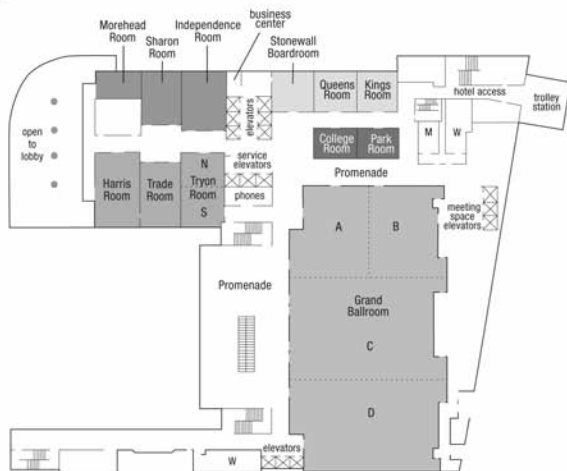 business
center
Independence
Room
Morehead
Room
Sharon
Room
Stonewall
Boardroom
Queens
Room
Kings
Room
hotel access
trolley
station
elevators
open
to
lobby
M
W
College
Room
Park
Room
service
elevators
N
Tryon
Room
S
Harris
Room
Trade
Room
phones
Promenade
meeting
space
elevators
A
B
Promenade
Grand
Ballroom
C
D
elevators
W